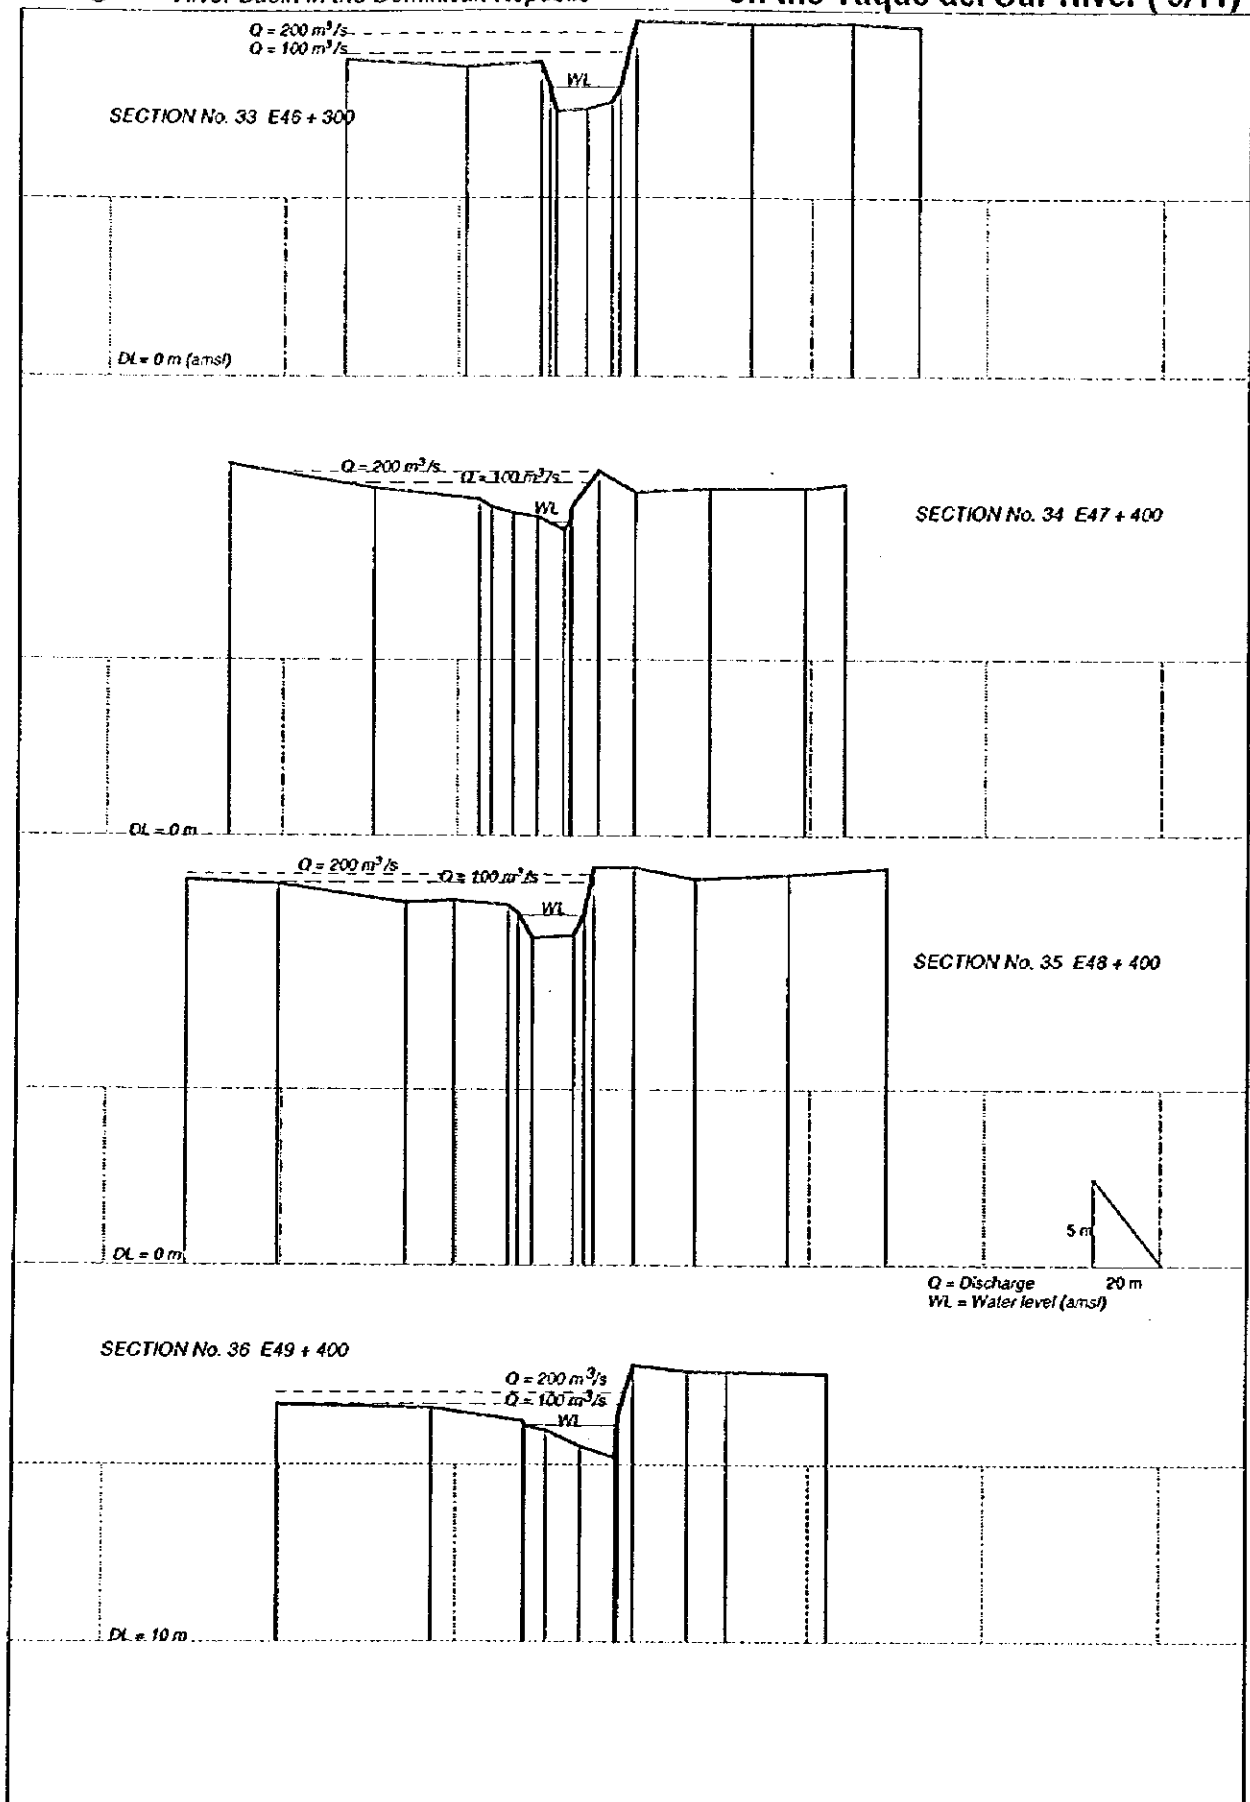 River Basin in the Dominican Republic
on the Yaque del Sur River
Q = 200 m³/s
Q = 100 m³/s
WL
SECTION No. 33 E46 + 300
DL = 0 m (amsl)
Q = 200 m³/s
Q = 100 m³/s
WL
SECTION No. 34 E47 + 400
DL = 0 m
Q = 200 m³/s
Q = 100 m³/s
WL
SECTION No. 35 E48 + 400
5 m
DL = 0 m
20 m
Q = Discharge
WL = Water level (amsl)
SECTION No. 36 E49 + 400
Q = 200 m³/s
Q = 100 m³/s
WL
DL = 10 m